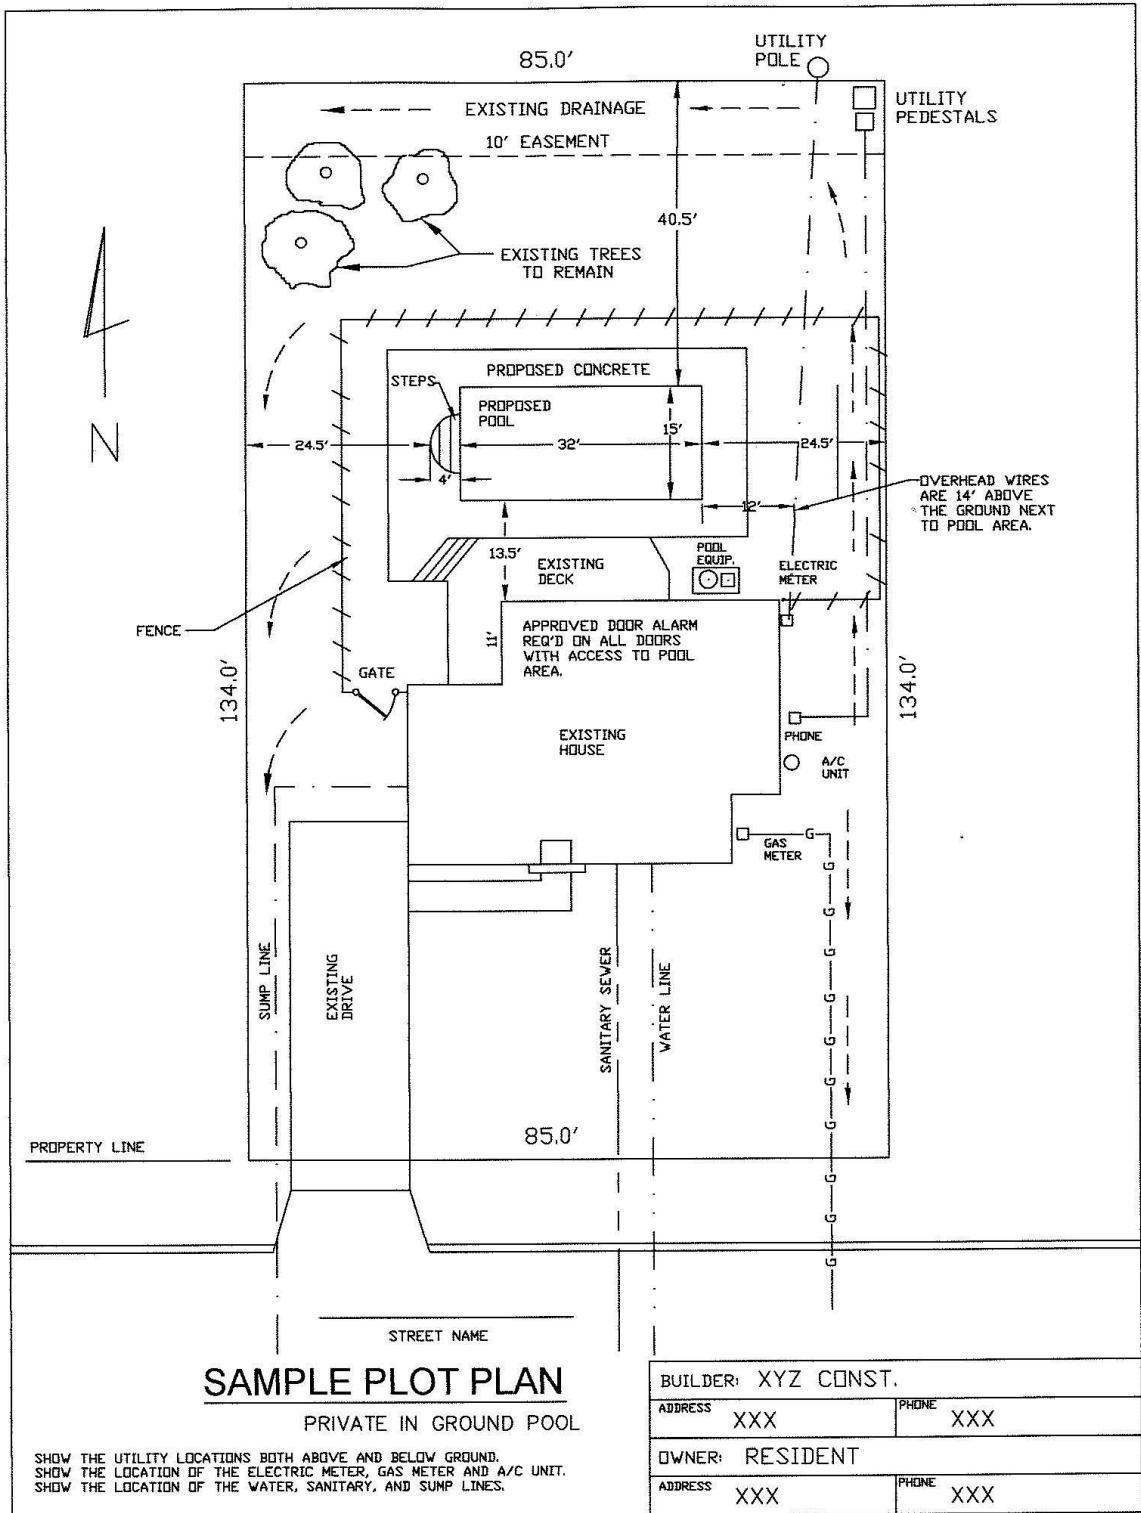 85.0'
UTILITY
POLE
UTILITY
PEDESTALS
EXISTING DRAINAGE
10' EASEMENT
40.5'
EXISTING TREES
TO REMAIN
N
PROPOSED CONCRETE
STEPS
PROPOSED
POOL
15'
24.5'
32'
24.5'
4'
12'
OVERHEAD WIRES
ARE 14' ABOVE
THE GROUND NEXT
TO POOL AREA.
13.5'
EXISTING
DECK
POOL
EQUIP.
ELECTRIC
METER
FENCE
11'
APPROVED DOOR ALARM
REQ'D ON ALL DOORS
WITH ACCESS TO POOL
AREA.
GATE
134.0'
134.0'
EXISTING
HOUSE
PHONE
A/C
UNIT
GAS
METER
G
G
G
G
G
G
G
G
G
G
G
SUMP LINE
EXISTING
DRIVE
SANITARY SEWER
WATER LINE
85.0'
PROPERTY LINE
STREET NAME
SAMPLE PLOT PLAN
PRIVATE IN GROUND POOL
SHOW THE UTILITY LOCATIONS BOTH ABOVE AND BELOW GROUND.
SHOW THE LOCATION OF THE ELECTRIC METER, GAS METER AND A/C UNIT.
SHOW THE LOCATION OF THE WATER, SANITARY, AND SUMP LINES.
BUILDER: XYZ CONST.
ADDRESS XXX PHONE XXX
OWNER: RESIDENT
ADDRESS XXX PHONE XXX